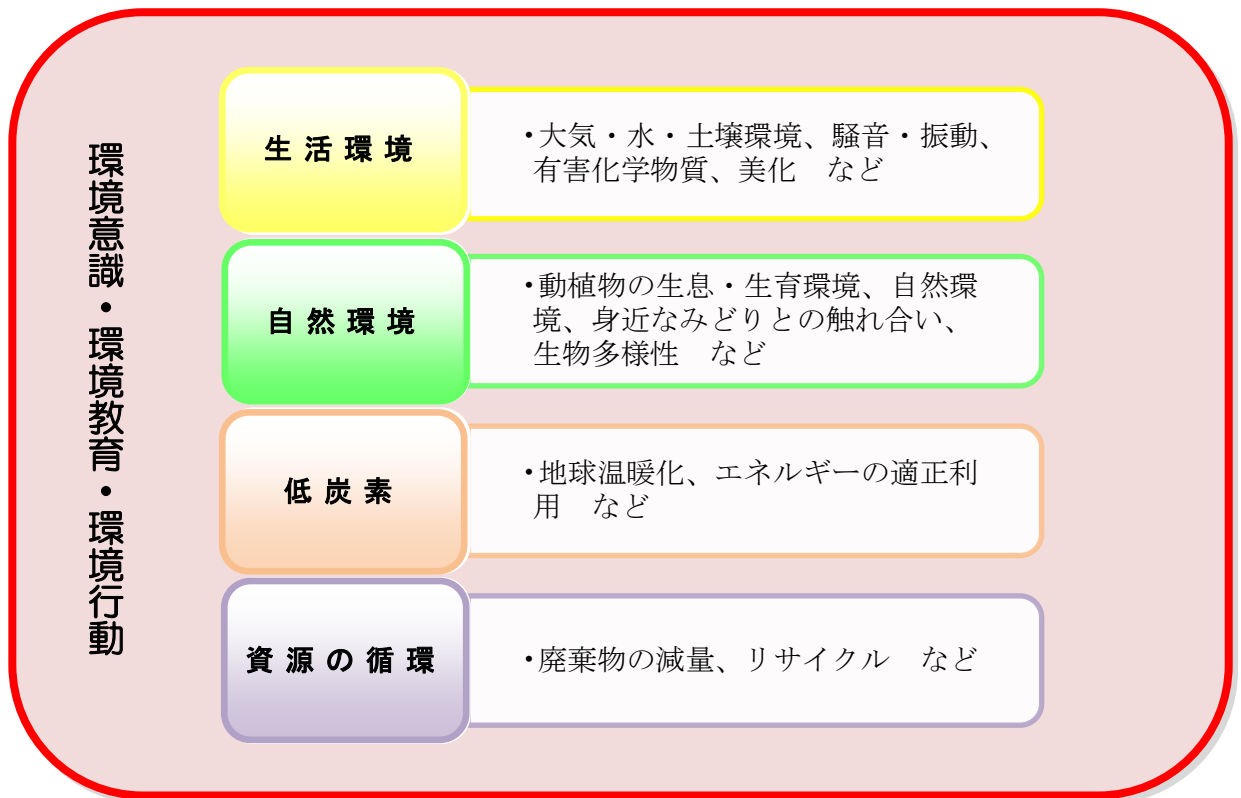 環境意識・環境教育・環境行動
生活環境
・大気・水・土壌環境、騒音・振動、
有害化学物質、美化　など
自然環境
・動植物の生息・生育環境、自然環
境、身近なみどりとの触れ合い、
生物多様性　など
低炭素
・地球温暖化、エネルギーの適正利
用　など
資源の循環
・廃棄物の減量、リサイクル　など